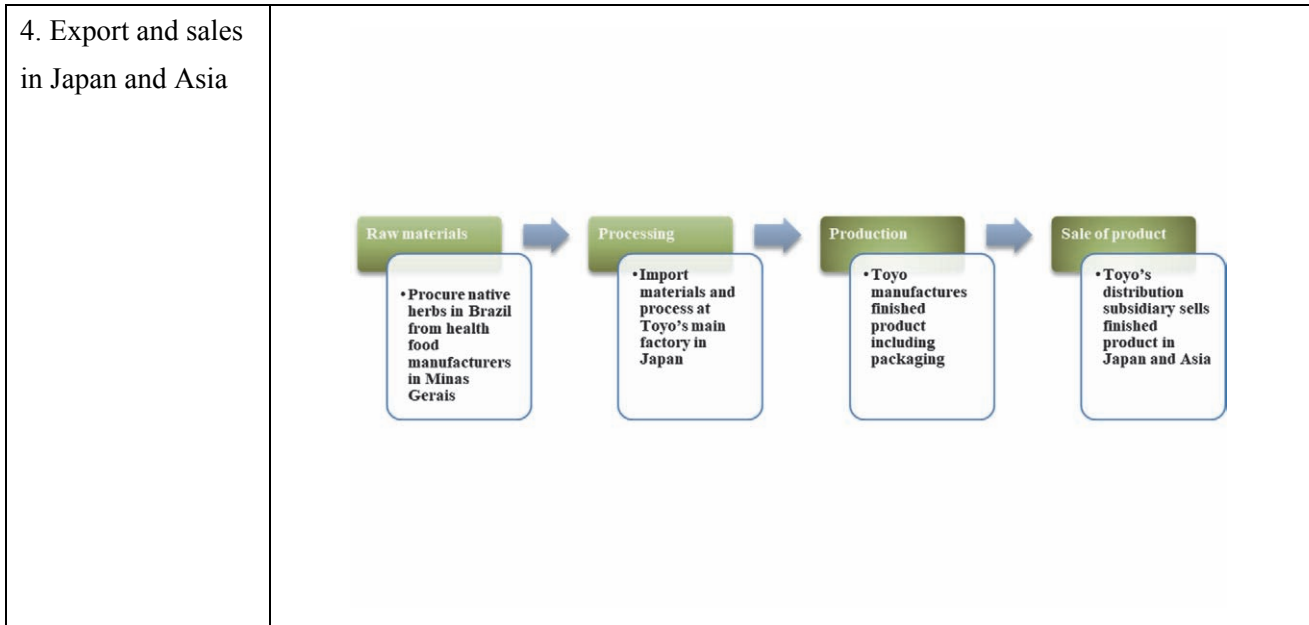 4. Export and sales
in Japan and Asia
Raw materials
•Procure native
herbs in Brazil
from health
food
manufacturers
in Minas
Gerais
Processing
•Import
materials and
process at
Toyo's main
factory in
Japan
Production
•Toyo
manufactures
finished
product
including
packaging
Sale of product
•Toyo's
distribution
subsidiary sells
finished
product in
Japan and Asia